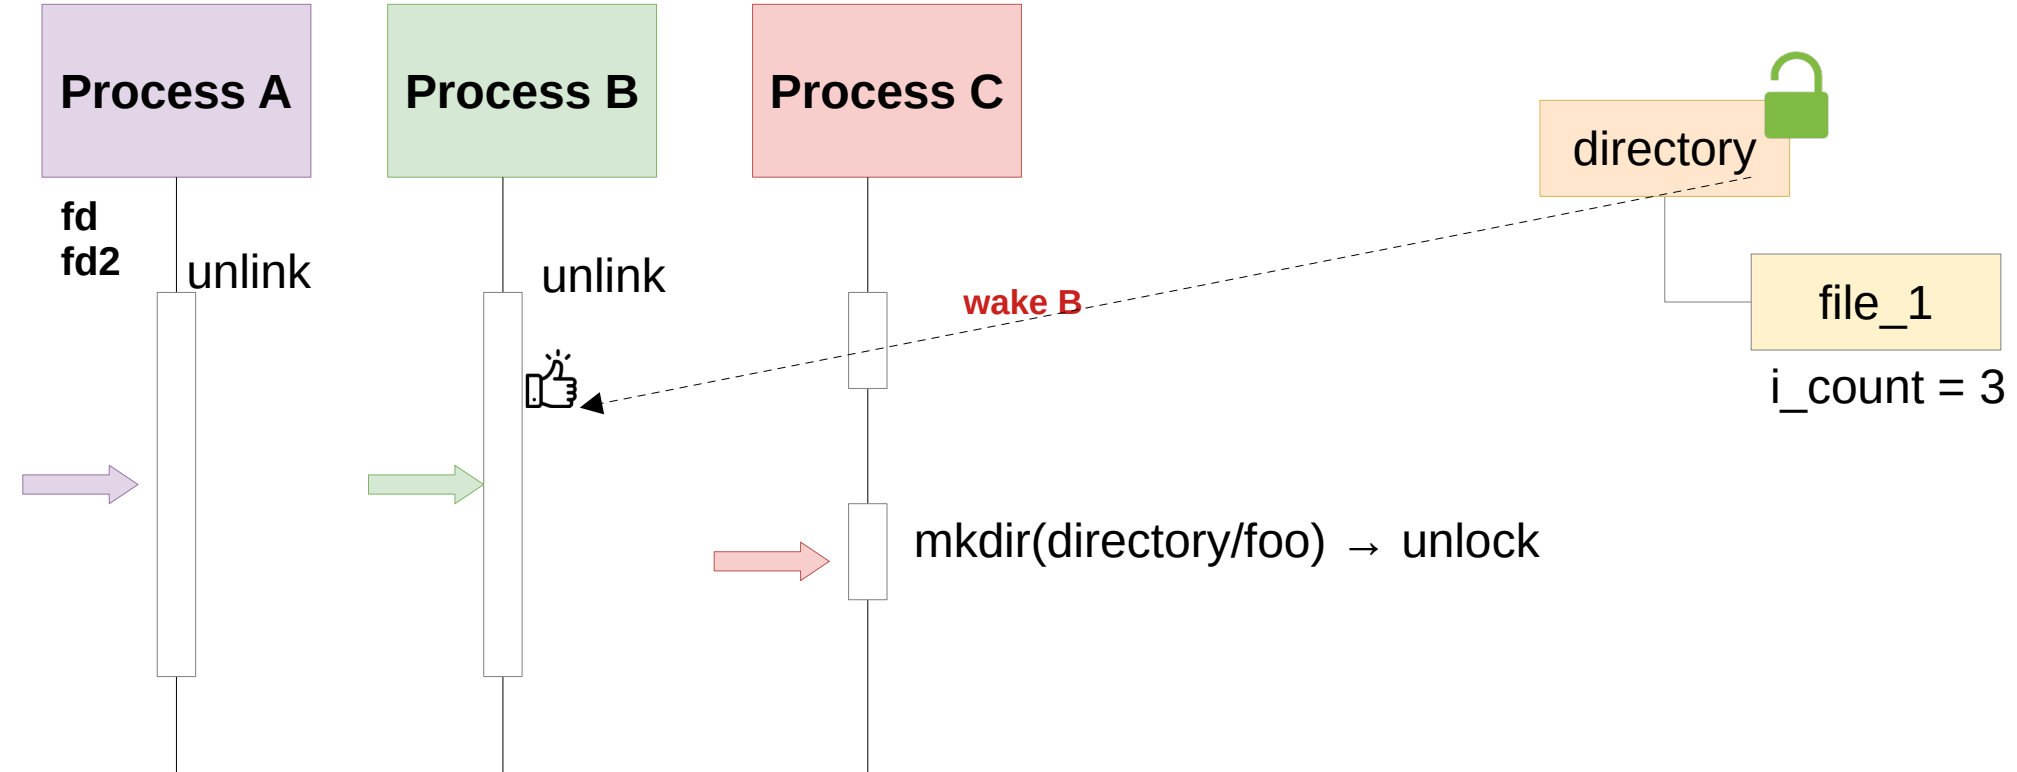 Process A
Process B
Process C
directory
fd
fd2
unlink
unlink
wake B
file_1
i_count = 3
mkdir(directory/foo) → unlock